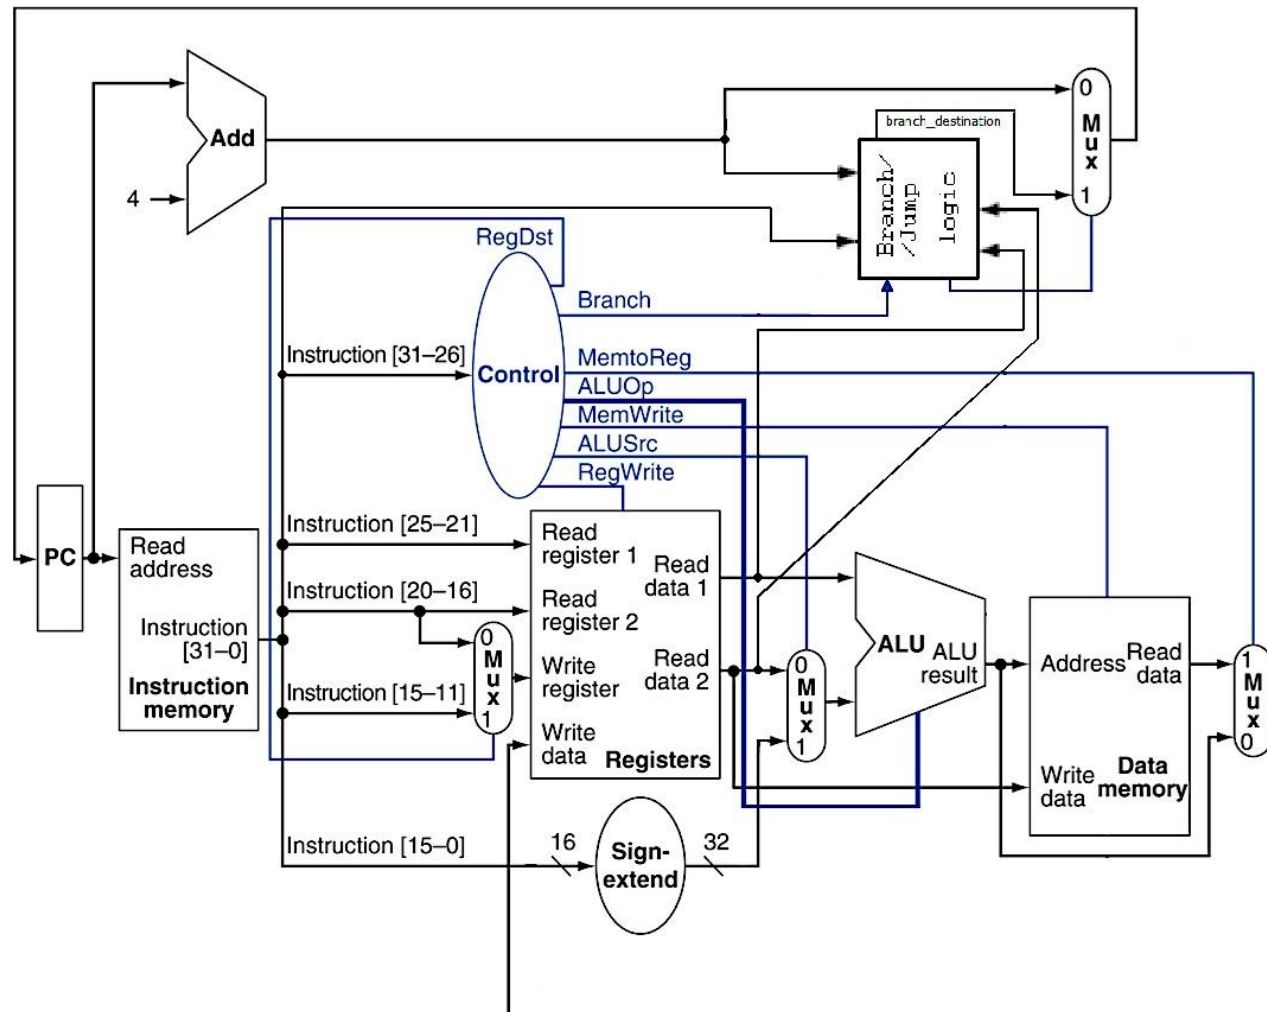 0
Mux
1
branch_destination
Add
4
Branch/
/Jump
logic
RegDst
Branch
Instruction [31–26]
Control
MemtoReg
ALUOp
MemWrite
ALUSrc
RegWrite
PC
Read
address
Instruction
[31–0]
Instruction
memory
Instruction [25–21]
Instruction [20–16]
Instruction [15–11]
Instruction [15–0]
0
Mux
1
Read
register 1
Read
register 2
Write
register
Write
data
Read
data 1
Read
data 2
Registers
16
Sign-
extend
32
0
Mux
1
ALU
ALU
result
Address
Read
data
Write
data
Data
memory
1
Mux
0